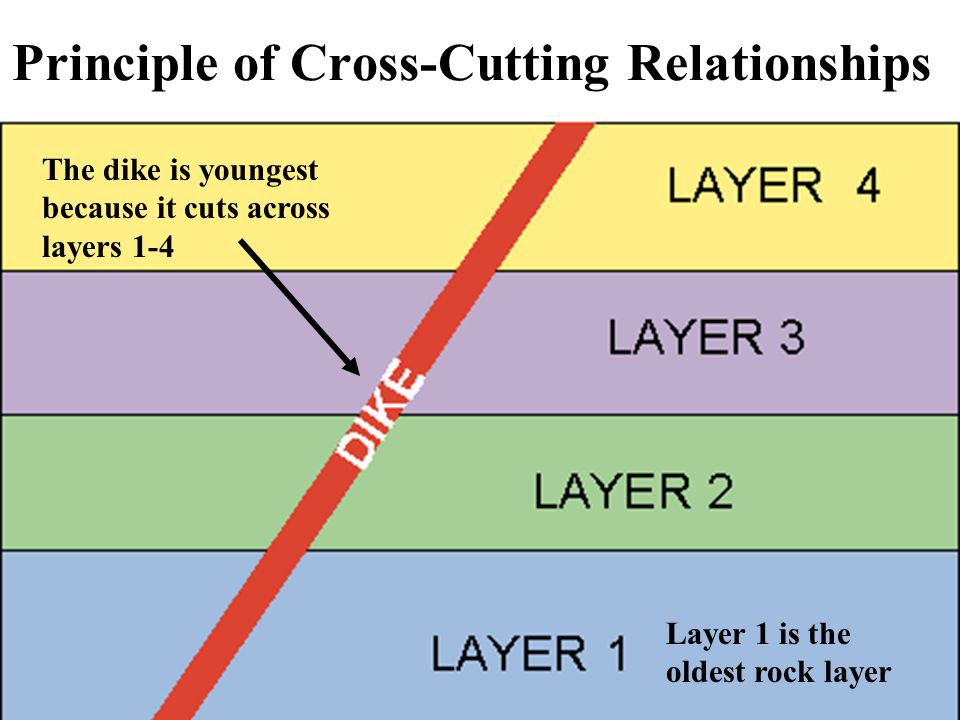 Principle of Cross-Cutting Relationships
The dike is youngest
because it cuts across
layers 1-4
LAYER 4
LAYER 3
DIKE
LAYER 2
LAYER 1
Layer 1 is the
oldest rock layer